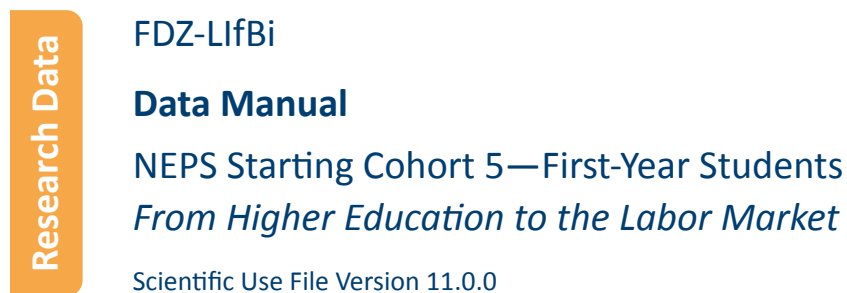 Research Data
FDZ-LIfBi
Data Manual
NEPS Starting Cohort 5—First-Year Students
From Higher Education to the Labor Market
Scientific Use File Version 11.0.0